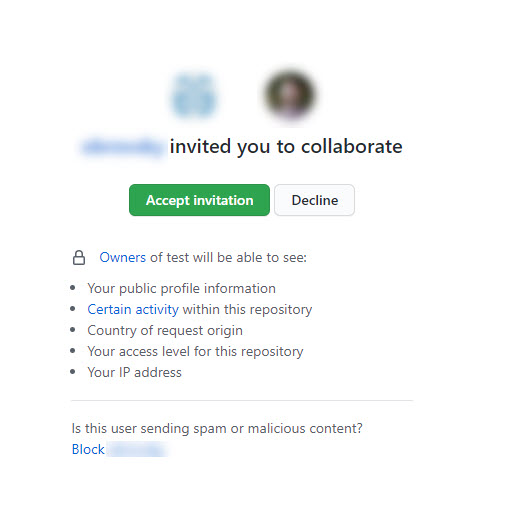 invited you to collaborate
Accept invitation
Decline
Owners of test will be able to see:
Your public profile information
Certain activity within this repository
Country of request origin
Your access level for this repository
Your IP address
Is this user sending spam or malicious content?
Block